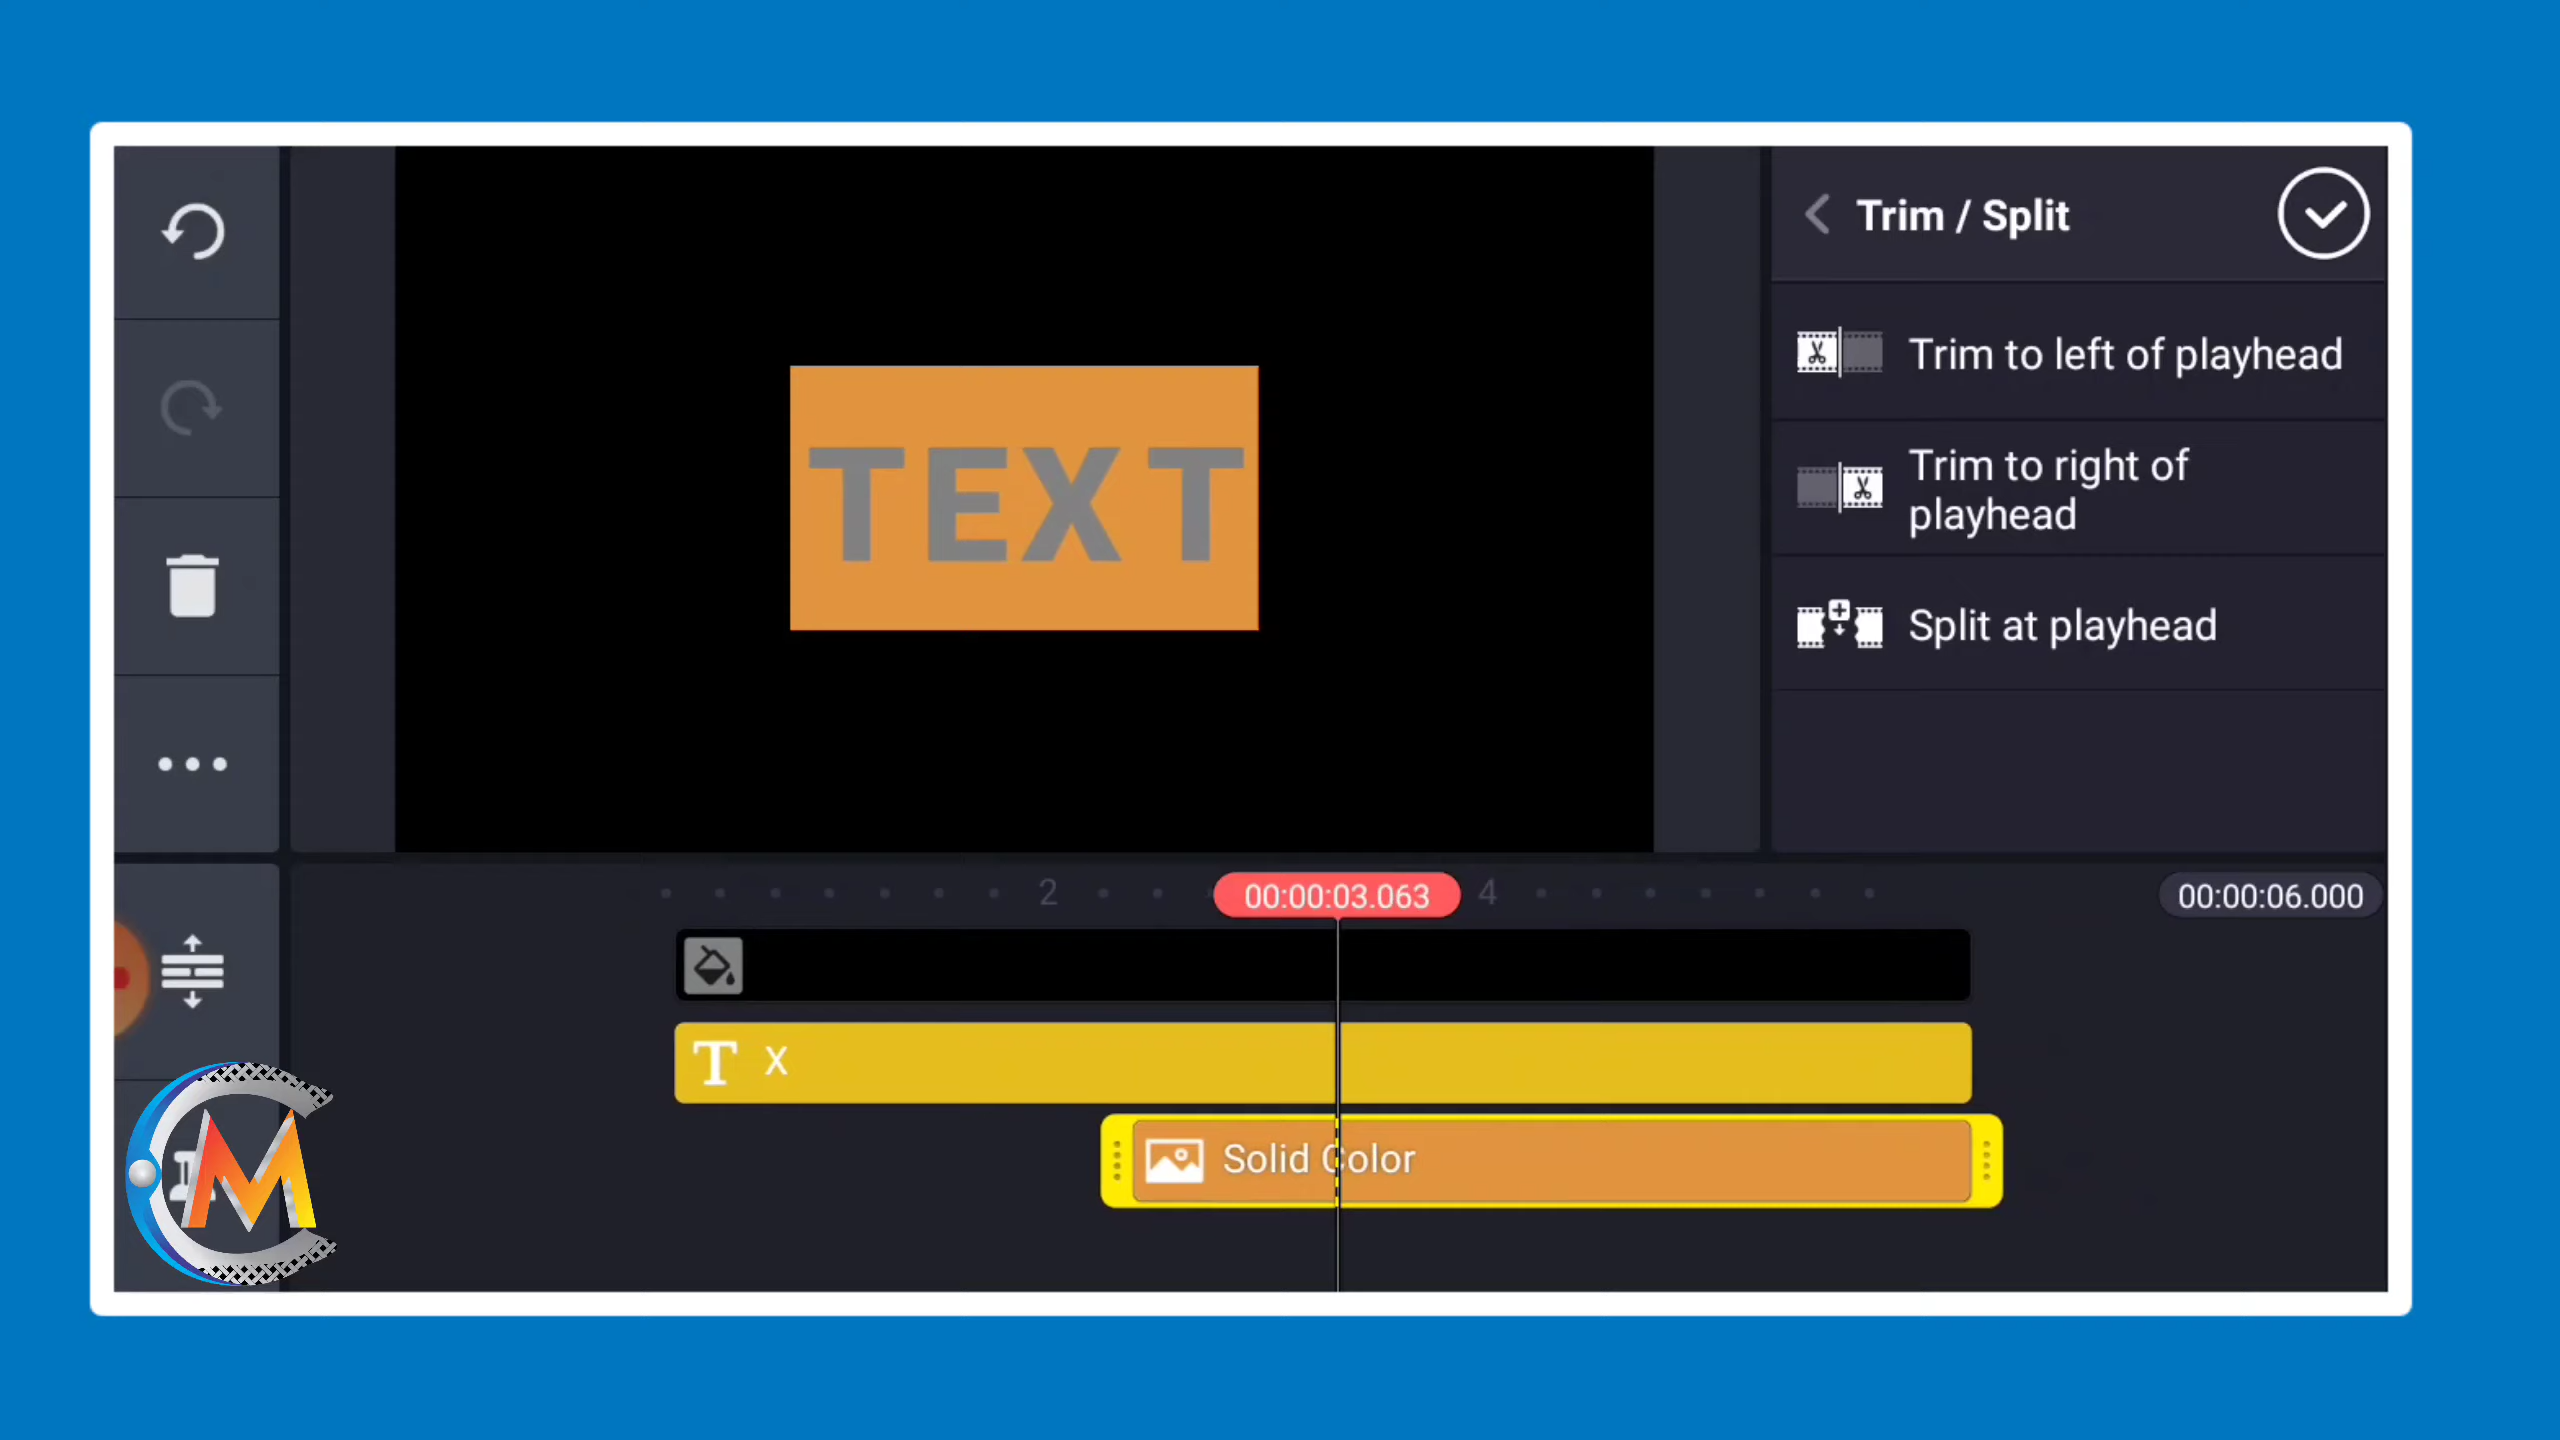 Trim / Split
Trim to left of playhead
Trim to right of
playhead
Split at playhead
TEXT
2
00:00:03.063
4
00:00:06.000
T X
Solid Color
M